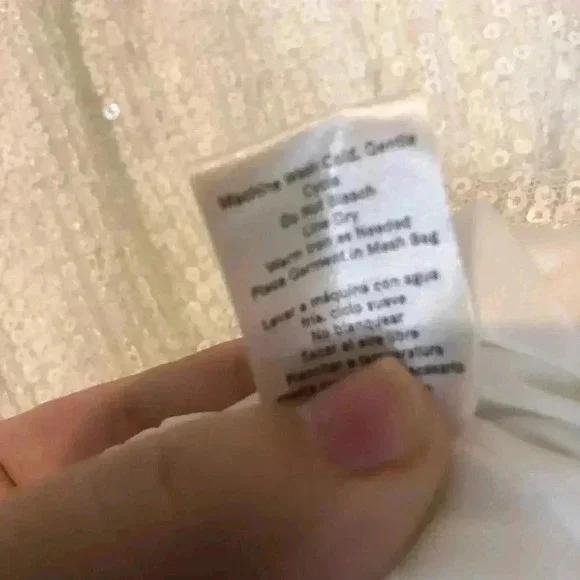 Machine Wash Cold, Gentle
Cycle
Do Not Bleach
Line Dry
Warm Iron as Needed
Place Garment in Mesh Bag
Lavar a máquina con agua
fria, ciclo suave
No blanquear
Secar al aire libre
Planchar a temperatura